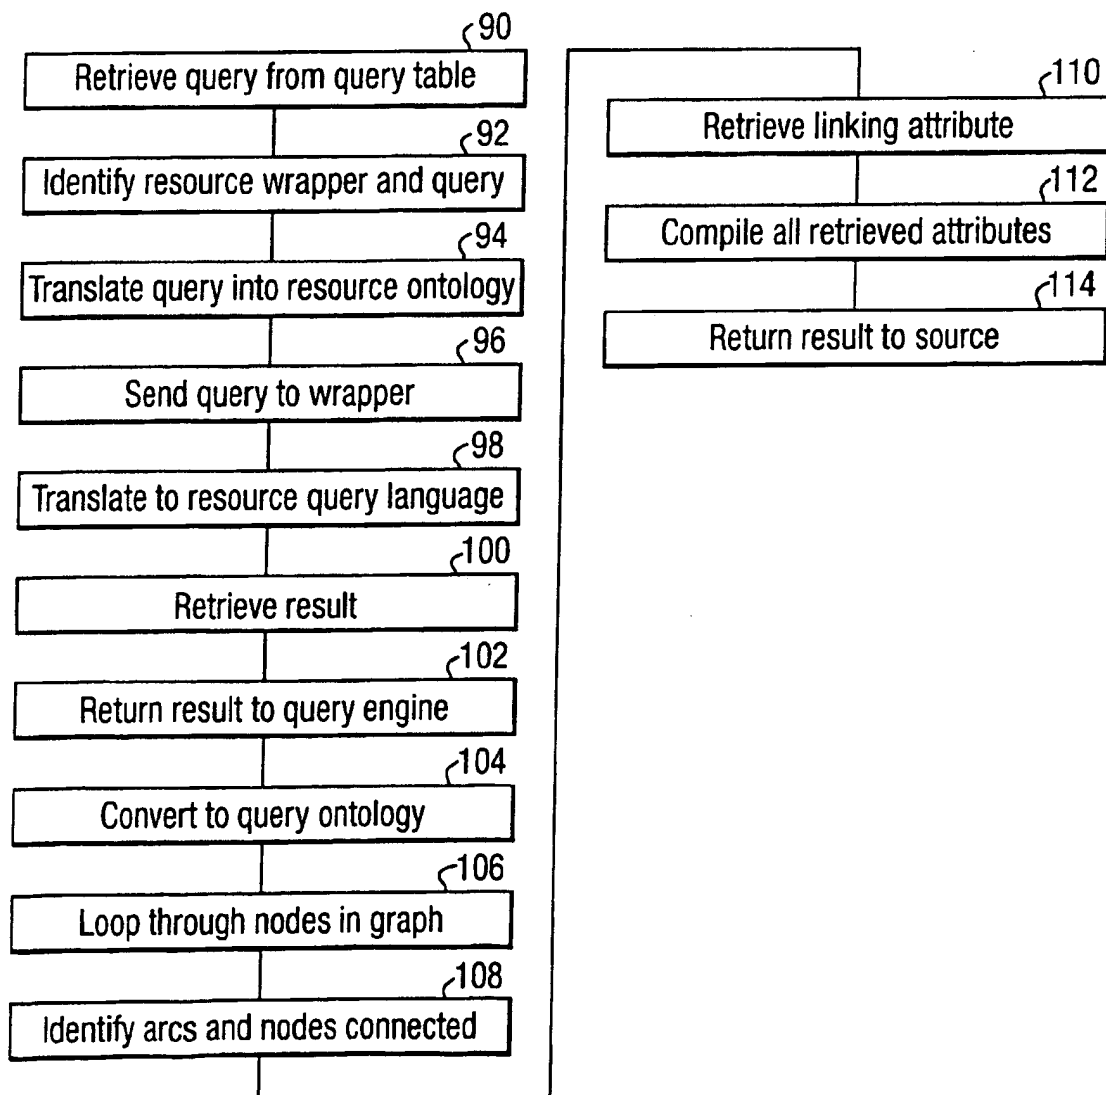 90
Retrieve query from query table
92
Identify resource wrapper and query
94
Translate query into resource ontology
96
Send query to wrapper
98
Translate to resource query language
100
Retrieve result
102
Return result to query engine
104
Convert to query ontology
106
Loop through nodes in graph
108
Identify arcs and nodes connected
110
Retrieve linking attribute
112
Compile all retrieved attributes
114
Return result to source